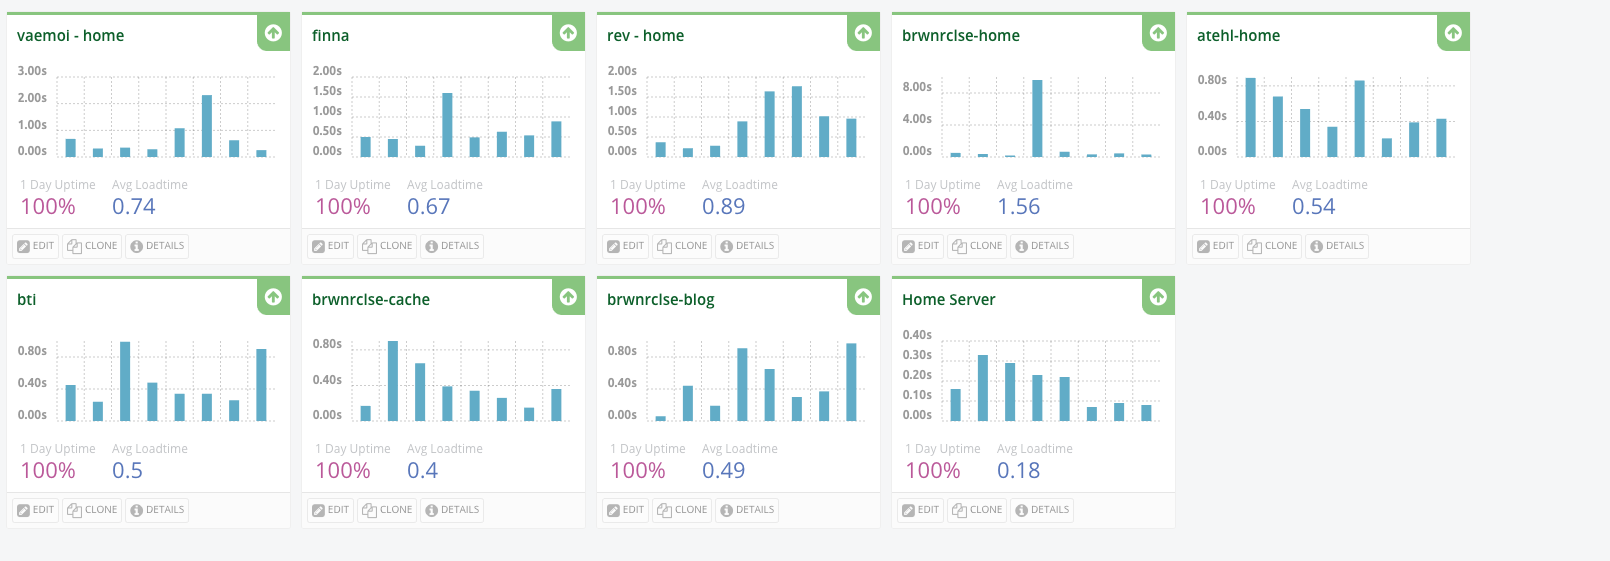 vaemoi - home
3.00s
2.00s
1.00s
0.00s
1 Day Uptime Avg Loadtime
100% 0.74
EDIT CLONE DETAILS
finna
2.00s
1.50s
1.00s
0.50s
0.00s
1 Day Uptime Avg Loadtime
100% 0.67
EDIT CLONE DETAILS
rev - home
2.00s
1.50s
1.00s
0.50s
0.00s
1 Day Uptime Avg Loadtime
100% 0.89
EDIT CLONE DETAILS
brwnrclse-home
8.00s
4.00s
0.00s
1 Day Uptime Avg Loadtime
100% 1.56
EDIT CLONE DETAILS
atehl-home
0.80s
0.40s
0.00s
1 Day Uptime Avg Loadtime
100% 0.54
EDIT CLONE DETAILS
bti
0.80s
0.40s
0.00s
1 Day Uptime Avg Loadtime
100% 0.5
EDIT CLONE DETAILS
brwnrclse-cache
0.80s
0.40s
0.00s
1 Day Uptime Avg Loadtime
100% 0.4
EDIT CLONE DETAILS
brwnrclse-blog
0.80s
0.40s
0.00s
1 Day Uptime Avg Loadtime
100% 0.49
EDIT CLONE DETAILS
Home Server
0.40s
0.30s
0.20s
0.10s
0.00s
1 Day Uptime Avg Loadtime
100% 0.18
EDIT CLONE DETAILS